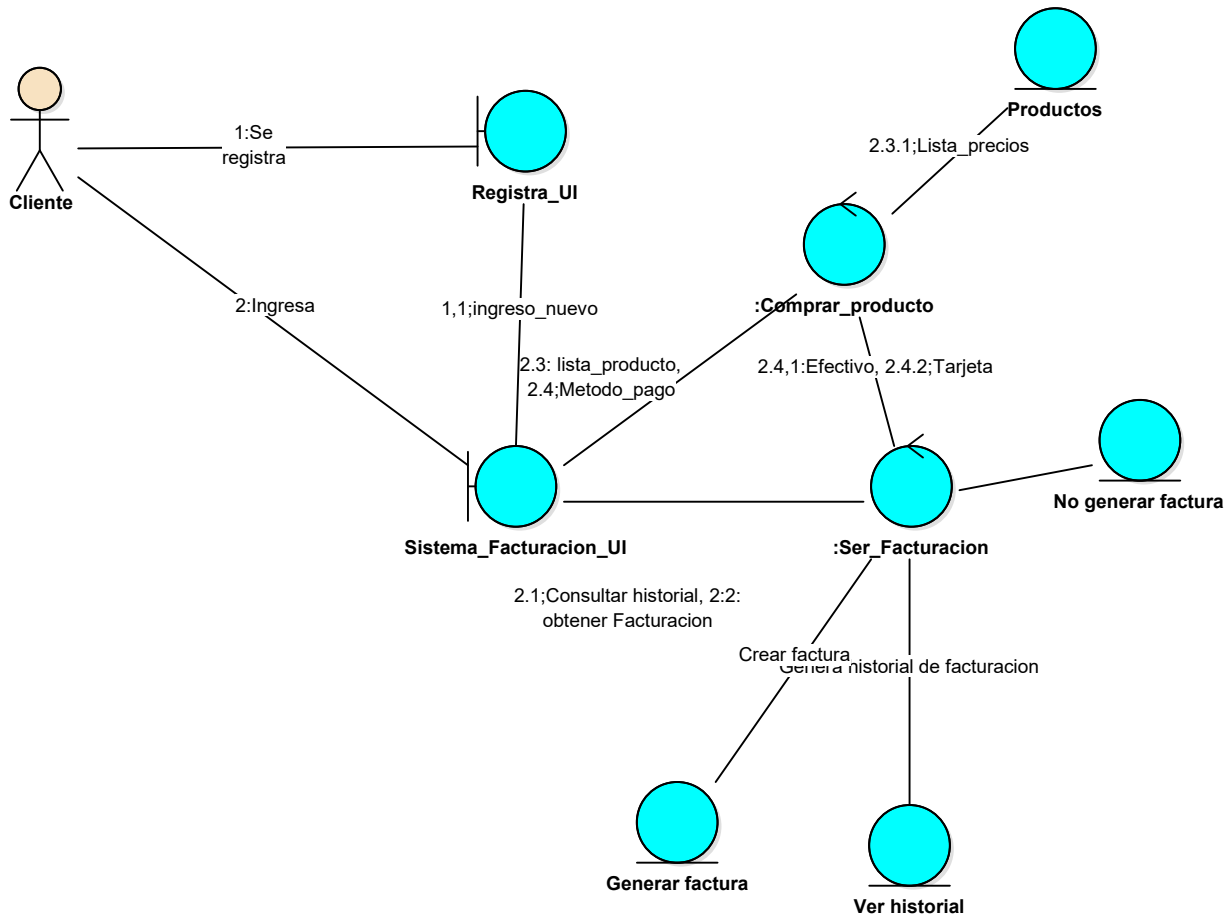 Productos
1:Se
registra
2.3.1;Lista_precios
Cliente
Registra_UI
2:Ingresa
1,1;ingreso_nuevo
:Comprar_producto
2.3: lista_producto,
2.4;Metodo_pago
2.4,1:Efectivo, 2.4.2;Tarjeta
No generar factura
Sistema_Facturacion_UI
:Ser_Facturacion
2.1;Consultar historial, 2:2:
obtener Facturacion
Crear factura
Genera historial de facturacion
Generar factura
Ver historial